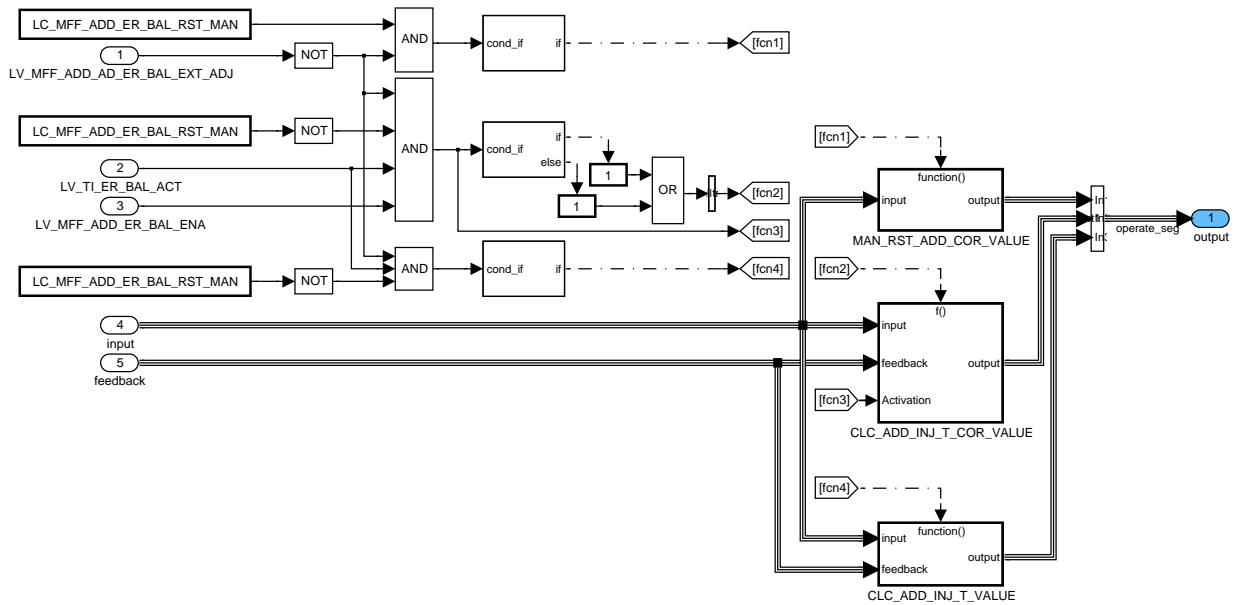 LC_MFF_ADD_ER_BAL_RST_MAN
AND
cond_if
if
[fcn1]
1
NOT
LV_MFF_ADD_AD_ER_BAL_EXT_ADJ
LC_MFF_ADD_ER_BAL_RST_MAN
NOT
AND
cond_if
if
else
1
1
OR
[fcn2]
2
LV_TI_ER_BAL_ACT
3
LV_MFF_ADD_ER_BAL_ENA
[fcn3]
LC_MFF_ADD_ER_BAL_RST_MAN
NOT
AND
cond_if
if
[fcn4]
4
input
5
feedback
[fcn1]
function()
input
output
MAN_RST_ADD_COR_VALUE
[fcn2]
f()
input
feedback
output
[fcn3]
Activation
CLC_ADD_INJ_T_COR_VALUE
[fcn4]
function()
input
output
feedback
CLC_ADD_INJ_T_VALUE
operate_seg
1
output